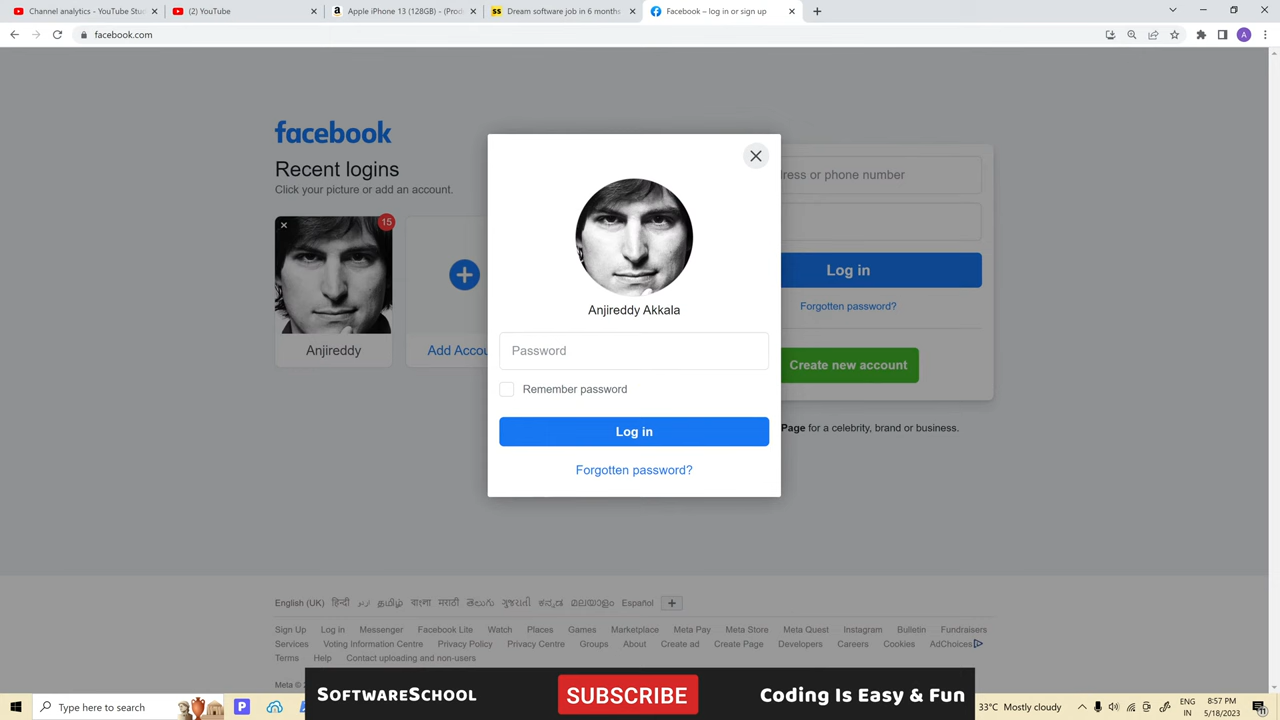 Channel analytics - YouTube Stu
(2) YouTube
Apple iPhone 13 (128GB) - (Prod
Dream software job in 6 months
Facebook – log in or sign up
facebook.com
A
facebook
Recent logins
Click your picture or add an account.
15
Anjireddy
Add Accou
Anjireddy Akkala
Password
Remember password
Log in
Forgotten password?
ress or phone number
Log in
Forgotten password?
Create new account
Page for a celebrity, brand or business.
English (UK) हिन्दी اردو தமிழ் বাংলা मराठी తెలుగు ગુજરાતી ಕನ್ನಡ മലയാളം Español
Sign Up Log in Messenger Facebook Lite Watch Places Games Marketplace Meta Pay Meta Store Meta Quest Instagram Bulletin Fundraisers
Services Voting Information Centre Privacy Policy Privacy Centre Groups About Create ad Create Page Developers Careers Cookies AdChoices
Terms Help Contact uploading and non-users
Meta ©
SoftwareSchool
SUBSCRIBE
Coding Is Easy & Fun
Type here to search
P
33°C Mostly cloudy
ENG
IN
8:57 PM
5/18/2023